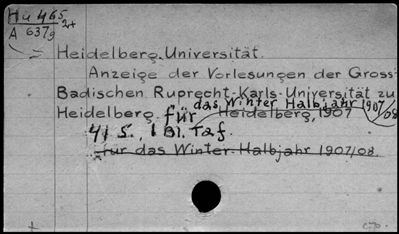 Hu 465
A 637g 2+
Heidelberg. Universität.
Anzeige der Vorlesungen der Gross-
Badischen Ruprecht-Karls-Universität zu
Heidelberg für das Winter Halbjahr 1907/08
Heidelberg, 1907
41 S., 1 Bl. Taf.
für das Winter-Halbjahr 1907/08.